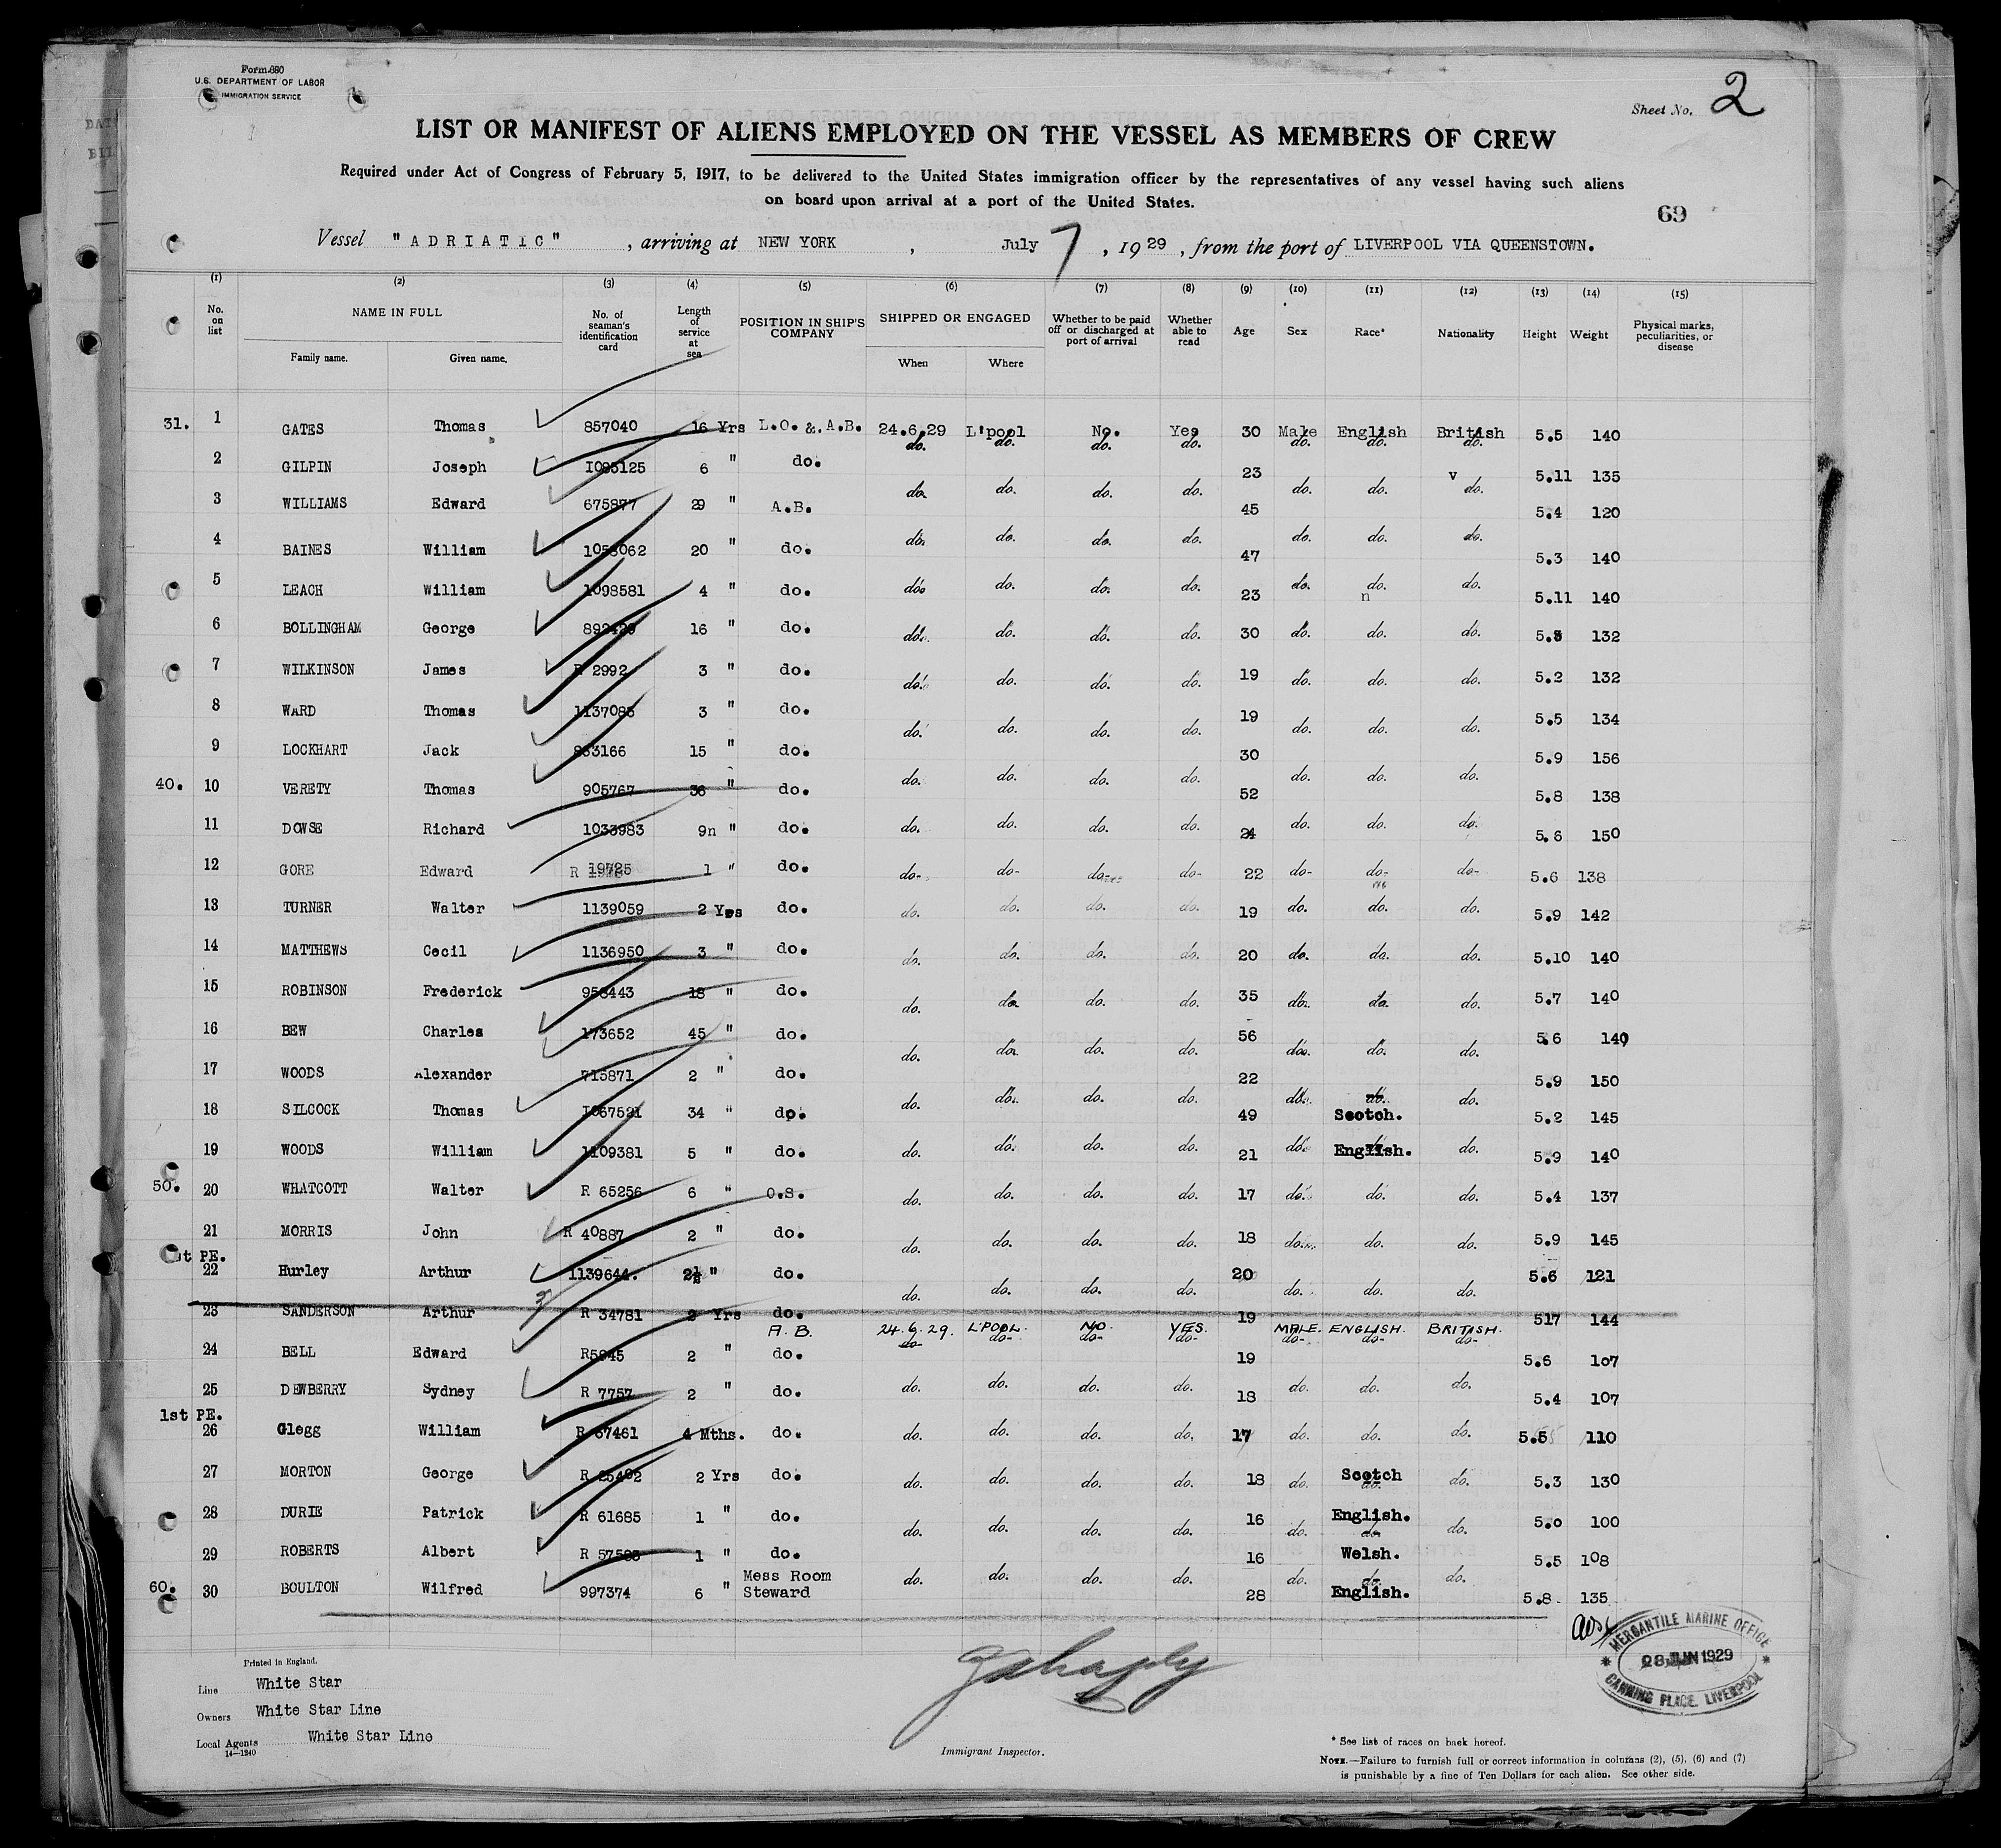 Form 680
U.S. DEPARTMENT OF LABOR
IMMIGRATION SERVICE
Sheet No. 2
LIST OR MANIFEST OF ALIENS EMPLOYED ON THE VESSEL AS MEMBERS OF CREW
Required under Act of Congress of February 5, 1917, to be delivered to the United States immigration officer by the representatives of any vessel having such aliens
on board upon arrival at a port of the United States.
69
Vessel "ADRIATIC", arriving at NEW YORK, July 7, 1929, from the port of LIVERPOOL VIA QUEENSTOWN.
(1) (2) (3) (4) (5) (6) (7) (8) (9) (10) (11) (12) (13) (14) (15)
No. on list NAME IN FULL Family name. Given name. No. of seaman's identification card Length of service at sea POSITION IN SHIP'S COMPANY SHIPPED OR ENGAGED When Where Whether to be paid off or discharged at port of arrival Whether able to read Age Sex Race* Nationality Height Weight Physical marks, peculiarities, or disease
31. 1 GATES Thomas 857040 16 Yrs L.O. &. A.B. 24.6.29 L'pool No. Yes 30 Male English British 5.5 140
2 GILPIN Joseph 6 " do. do. do. do. do. 23 do. do. do. 5.11 135
3 WILLIAMS Edward 675877 29 " A.B. do. do. do. do. 45 do. do. do. 5.4 120
4 BAINES William 20 " do. do. do. do. do. 47 do. do. do. 5.3 140
5 LEACH William 1098581 4 " do. do. do. do. do. 23 do. do. do. 5.11 140
6 BOLLINGHAM George 16 " do. do. do. do. do. 30 do. do. do. 132
7 WILKINSON James R 2992 3 " do. do. do. do. do. 19 do. do. do. 5.2 132
8 WARD Thomas 3 " do. do. do. do. do. 19 do. do. do. 5.5 134
9 LOCKHART Jack 15 " do. do. do. do. do. 30 do. do. do. 5.9 156
40. 10 VERETY Thomas 905767 36 " do. do. do. do. do. 52 do. do. do. 5.8 138
11 DOWSE Richard 1033983 9n " do. do. do. do. do. 24 do. do. do. 5.6 150
12 GORE Edward R 19725 1 " do. do- do- do- do- 22 do- do- do- 5.6 138
13 TURNER Walter 1139059 2 Yrs do. do. do. do. do. 19 do. do. do. 5.9 142
14 MATTHEWS Cecil 1136950 3 " do. do. do. do. do. 20 do. do. do. 5.10 140
15 ROBINSON Frederick 18 " do. do. do. do. do. 35 do. do. do. 5.7 140
16 BEW Charles 173652 45 " do. do. do. do. do. 56 do. do. do. 5.6 140
17 WOODS Alexander 2 " do. do. do. do. do. 22 do. do. do. 5.9 150
18 SILCOCK Thomas 1067521 34 " do. do. do. do. do. 49 do. Scotch. do. 5.2 145
19 WOODS William 1109381 5 " do. do. do. do. do. 21 do. English. do. 5.9 140
50. 20 WHATCOTT Walter R 65256 6 " O.S. do. do. do. do. 17 do. do. do. 5.4 137
21 MORRIS John R 40887 2 " do. do. do. do. do. 18 do. do. do. 5.9 145
1st PE.
22 Hurley Arthur 1139644. 2½ " do. do. do. do. do. 20 do. do. do. 5.6 121
23 SANDERSON Arthur R 34781 2 Yrs do. 19 517 144
A.B. 24.6.29. L'POOL. NO YES. MALE. ENGLISH. BRITISH.
24 BELL Edward 2 " do. do- do- do- do- 19 do- do- do- 5.6 107
25 DEWBERRY Sydney R 7757 2 " do. do. do. do. do. 18 do. do. do. 5.4 107
1st PE.
26 Glegg William R 67461 4 Mths. do. do. do. do. do. 17 do. do. do. 5.5 110
27 MORTON George 2 Yrs do. do. do. do. do. 18 do. Scotch do. 5.3 130
28 DURIE Patrick R 61685 1 " do. do. do. do. do. 16 do. English. do. 5.0 100
29 ROBERTS Albert 1 " do. 16 Welsh. 5.5 108
60. 30 BOULTON Wilfred 997374 6 " Mess Room Steward do. do. do. do. 28 do. English. do. 5.8 135
MERCANTILE MARINE OFFICE
28 JUN 1929
CANNING PLACE, LIVERPOOL
Printed in England.
Line White Star
Owners White Star Line
Local Agents White Star Line
14—1240
Immigrant Inspector.
* See list of races on back hereof.
NOTE.—Failure to furnish full or correct information in columns (2), (5), (6) and (7)
is punishable by a fine of Ten Dollars for each alien. See other side.